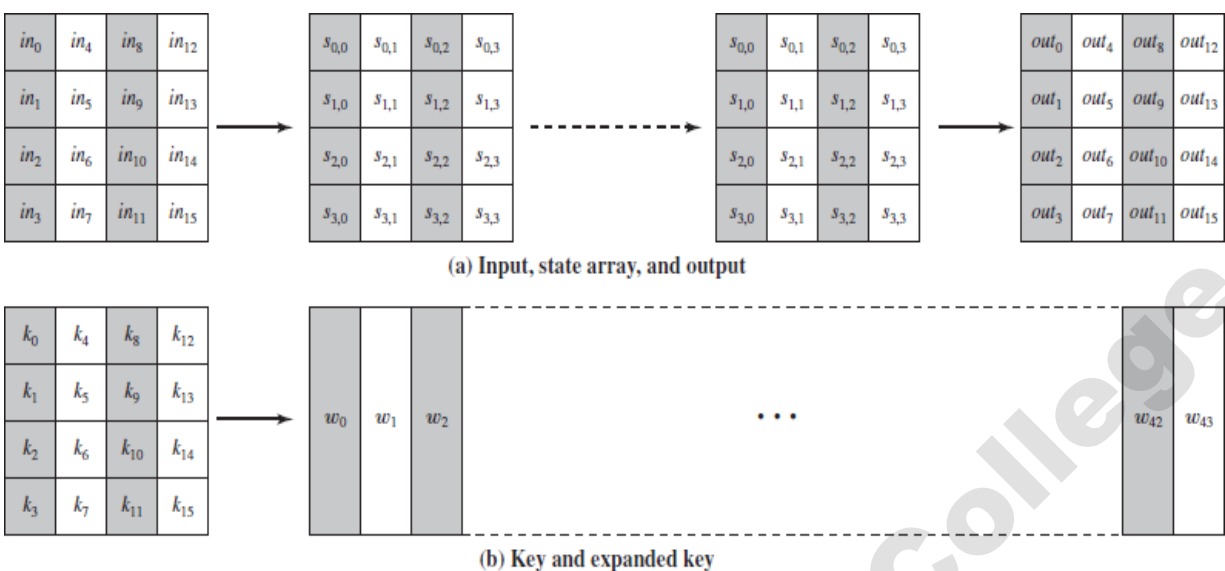 in₀ in₄ in₈ in₁₂ s₀,₀ s₀,₁ s₀,₂ s₀,₃ s₀,₀ s₀,₁ s₀,₂ s₀,₃ out₀ out₄ out₈ out₁₂
in₁ in₅ in₉ in₁₃ s₁,₀ s₁,₁ s₁,₂ s₁,₃ s₁,₀ s₁,₁ s₁,₂ s₁,₃ out₁ out₅ out₉ out₁₃
in₂ in₆ in₁₀ in₁₄ s₂,₀ s₂,₁ s₂,₂ s₂,₃ s₂,₀ s₂,₁ s₂,₂ s₂,₃ out₂ out₆ out₁₀ out₁₄
in₃ in₇ in₁₁ in₁₅ s₃,₀ s₃,₁ s₃,₂ s₃,₃ s₃,₀ s₃,₁ s₃,₂ s₃,₃ out₃ out₇ out₁₁ out₁₅
(a) Input, state array, and output
k₀ k₄ k₈ k₁₂
k₁ k₅ k₉ k₁₃
w₀ w₁ w₂ • • • w₄₂ w₄₃
k₂ k₆ k₁₀ k₁₄
k₃ k₇ k₁₁ k₁₅
(b) Key and expanded key
College